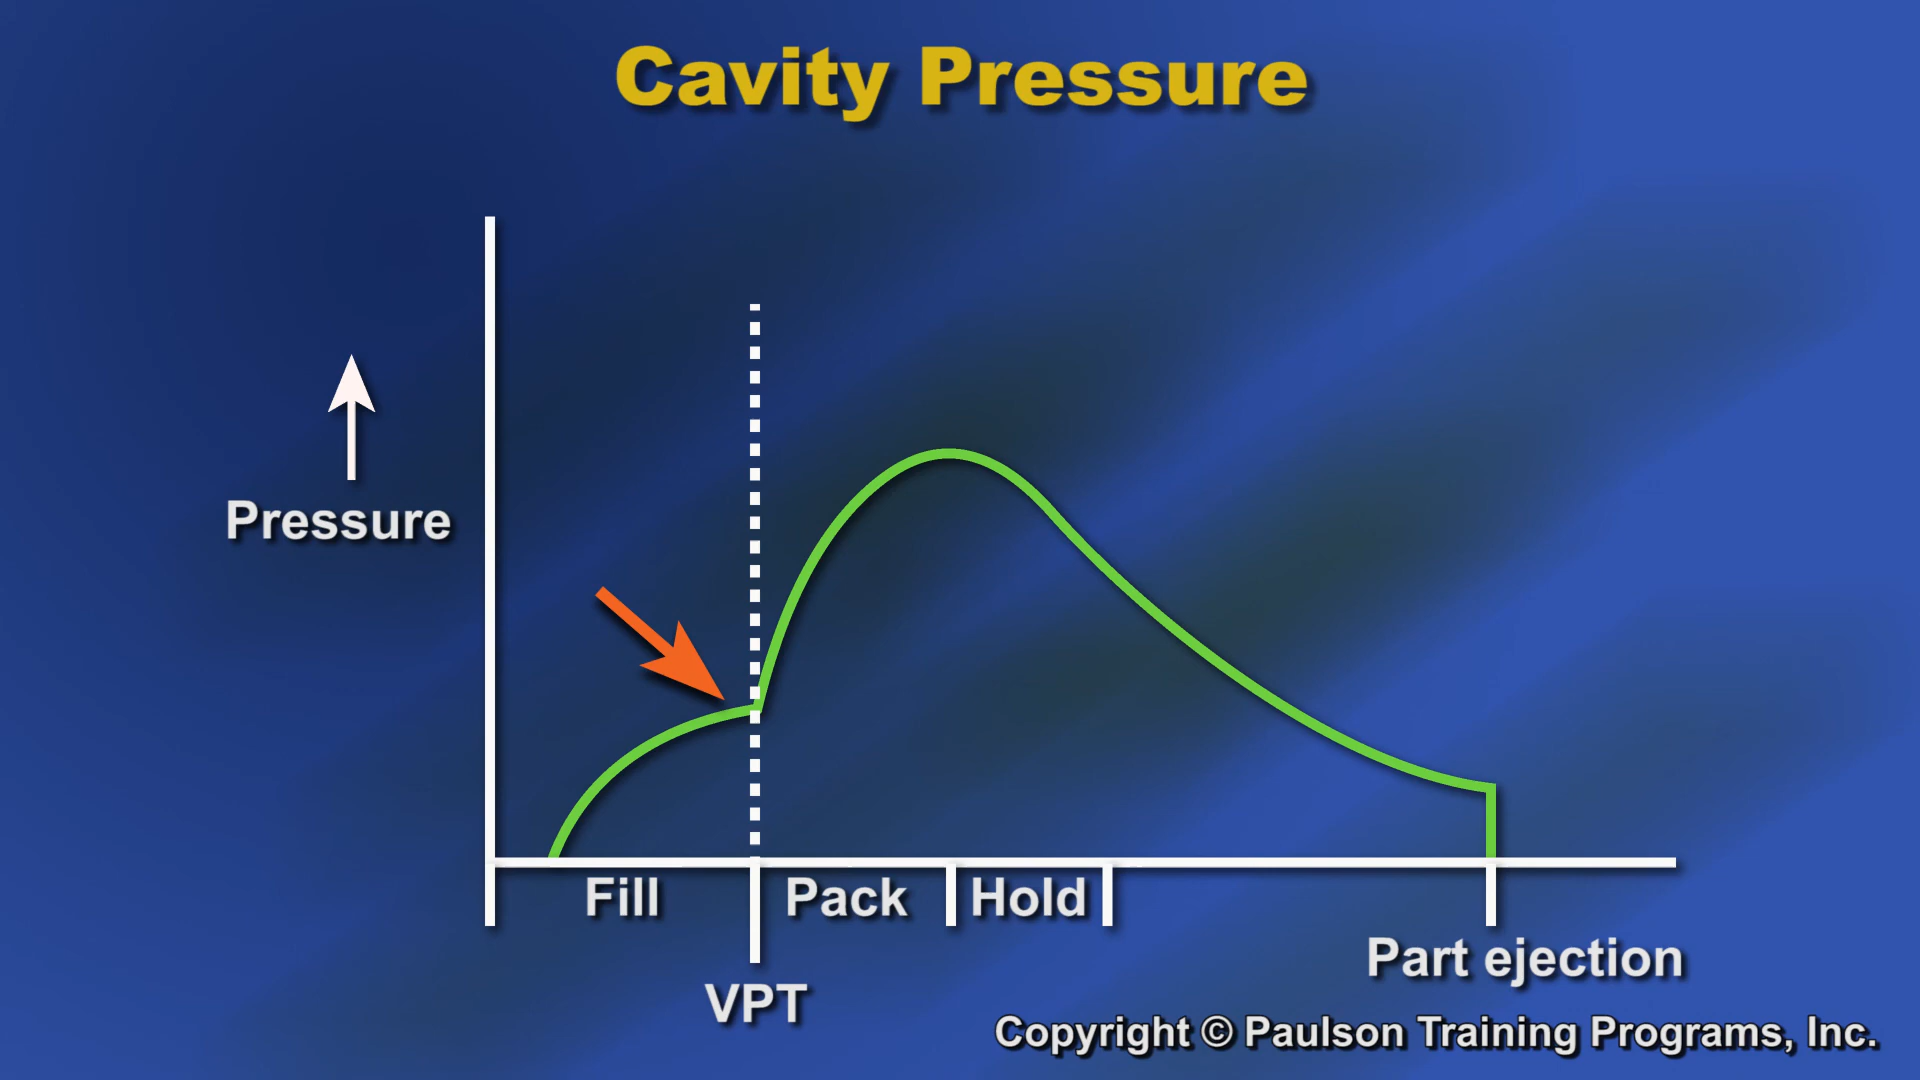 Cavity Pressure
Pressure
Fill
Pack
Hold
VPT
Part ejection
Copyright © Paulson Training Programs, Inc.